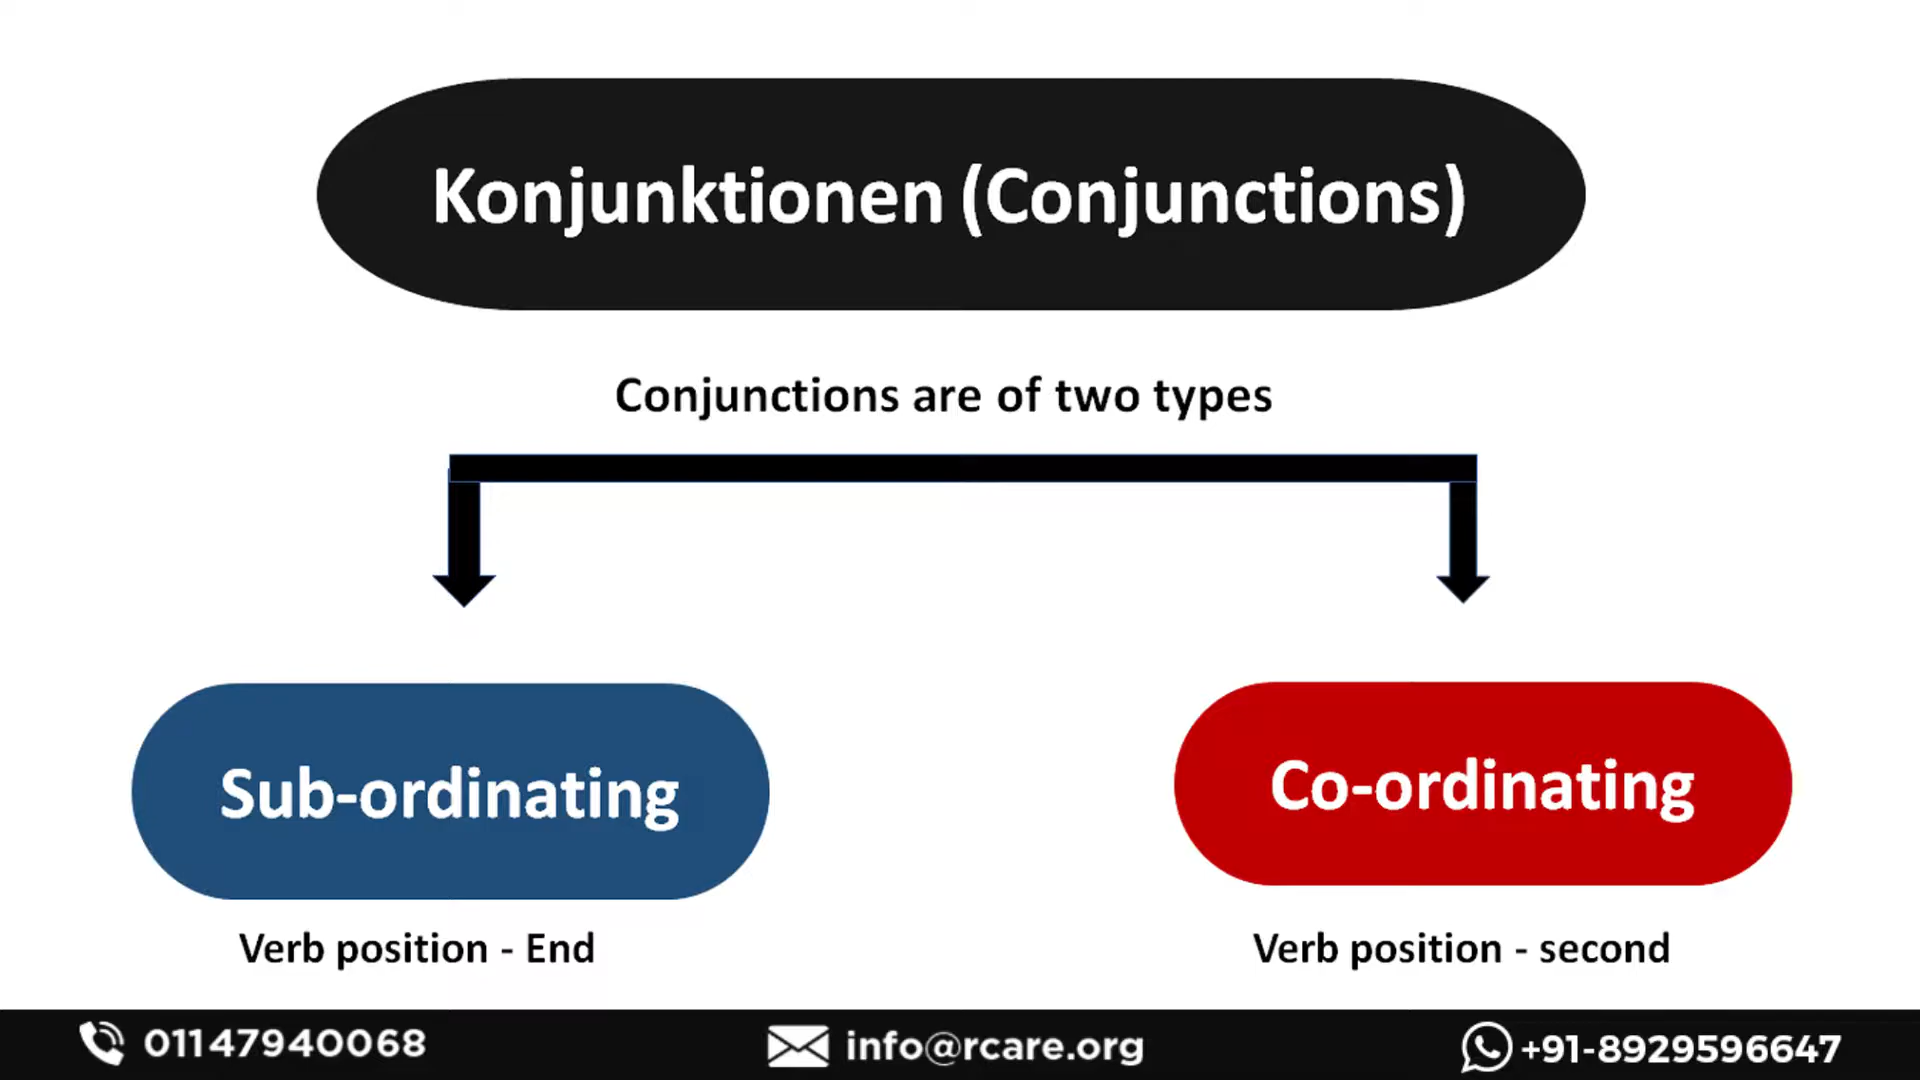 Konjunktionen (Conjunctions)
Conjunctions are of two types
Sub-ordinating
Co-ordinating
Verb position - End
Verb position - second
01147940068
info@rcare.org
+91-8929596647